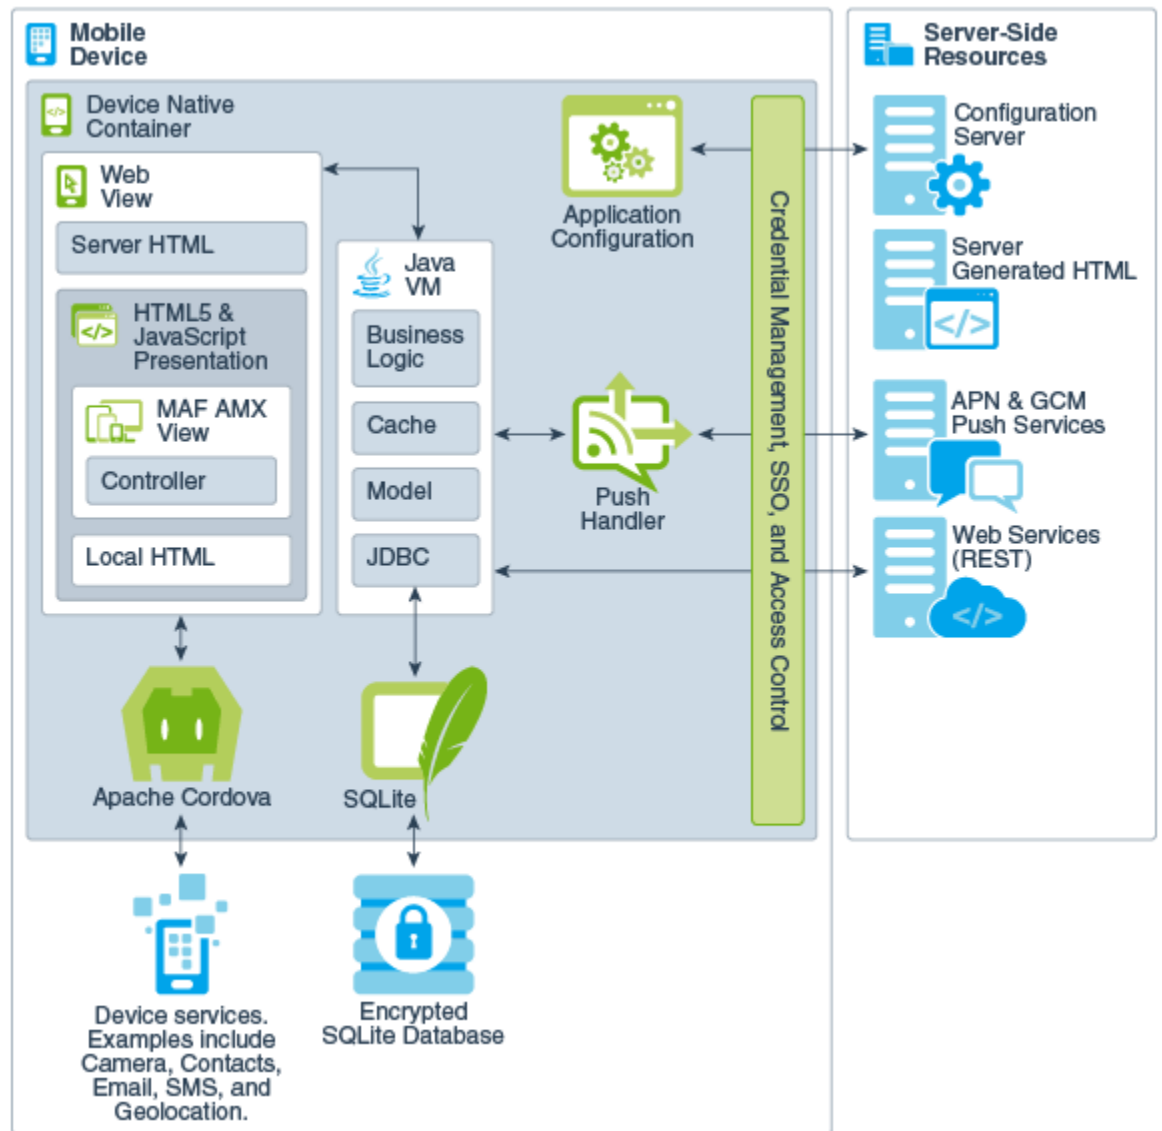 Mobile
Device
Device Native
Container
Web
View
Server HTML
HTML5 &
JavaScript
Presentation
</>
MAF AMX
View
Controller
Local HTML
Java
VM
Business
Logic
Cache
Model
JDBC
Application
Configuration
Push
Handler
Apache Cordova
SQLite
Credential Management, SSO, and Access Control
Device services.
Examples include
Camera, Contacts,
Email, SMS, and
Geolocation.
Encrypted
SQLite Database
Server-Side
Resources
Configuration
Server
Server
Generated HTML
</>
APN & GCM
Push Services
Web Services
(REST)
</>